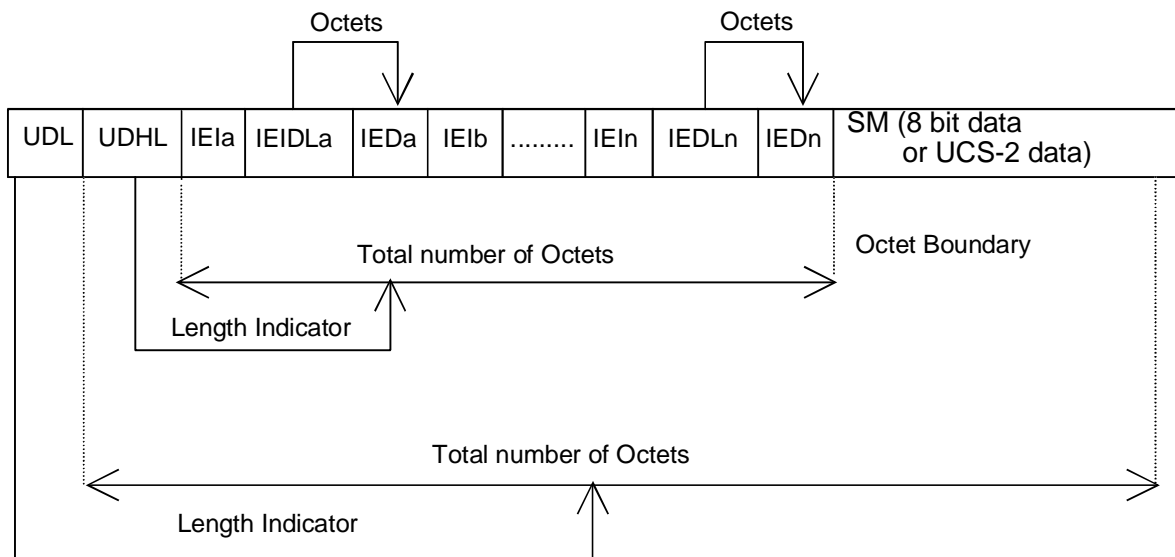 Octets Octets
UDL UDHL IEIa IEIDLa IEDa IEIb ......... IEIn IEDLn IEDn SM (8 bit data
or UCS-2 data)
Total number of Octets Octet Boundary
Length Indicator
Total number of Octets
Length Indicator